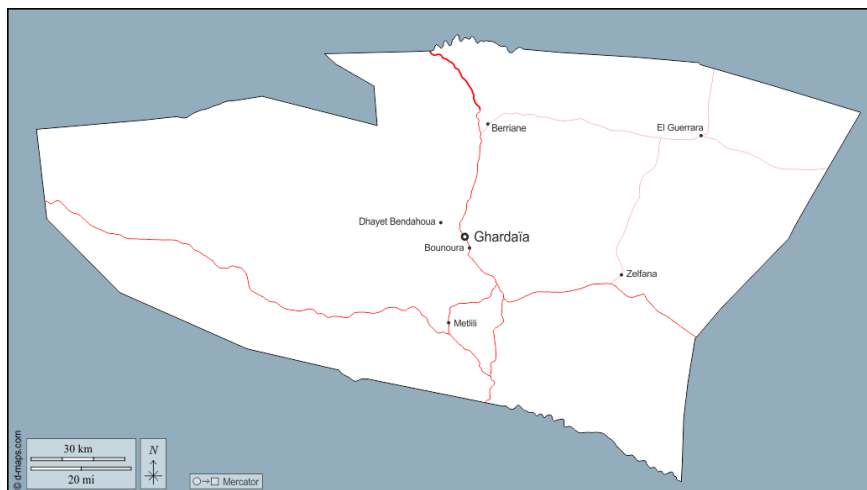 Berriane
El Guerrara
Dhayet Bendahoua
Ghardaïa
Bounoura
Zelfana
Metlili
30 km
20 mi
N
Mercator
© d-maps.com